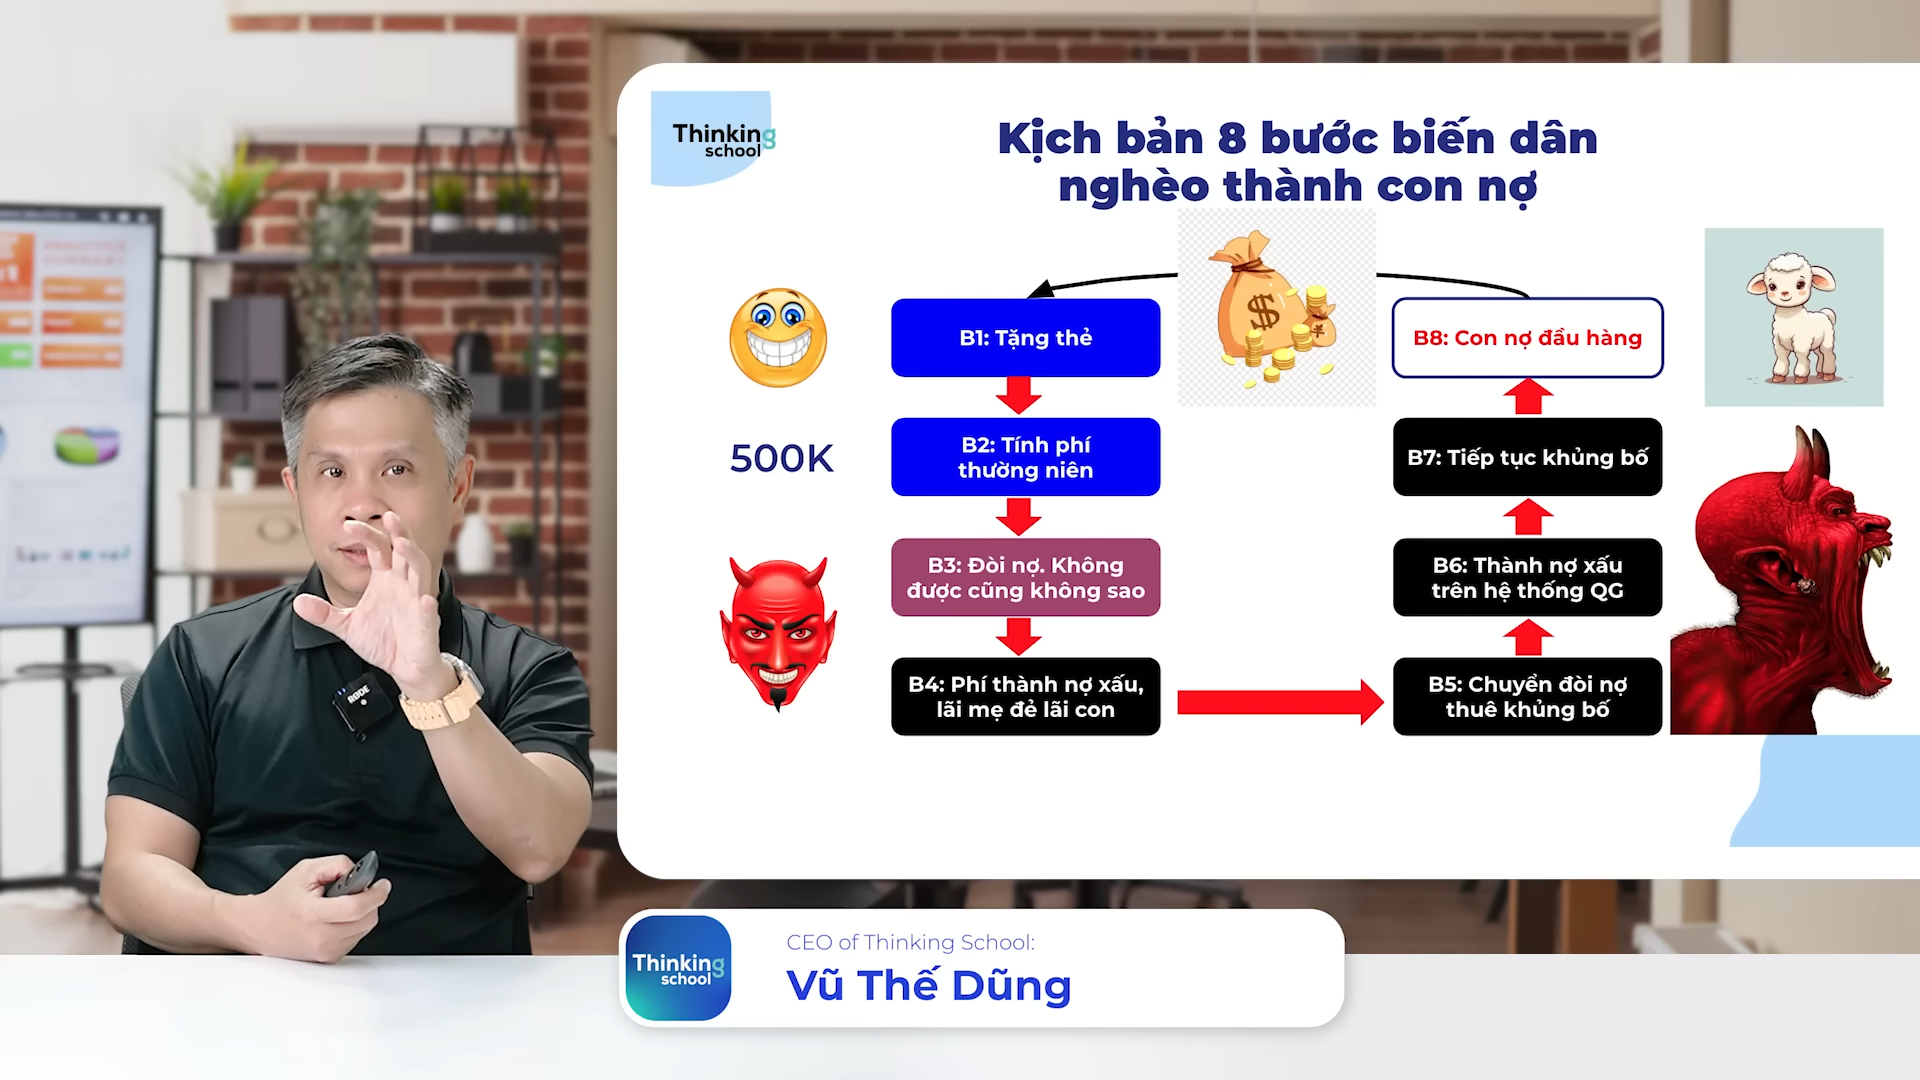 Thinking
school
Kịch bản 8 bước biến dân
nghèo thành con nợ
B1: Tặng thẻ
500K
B2: Tính phí
thường niên
B3: Đòi nợ. Không
được cũng không sao
B4: Phí thành nợ xấu,
lãi mẹ đẻ lãi con
B8: Con nợ đầu hàng
B7: Tiếp tục khủng bố
B6: Thành nợ xấu
trên hệ thống QG
B5: Chuyển đòi nợ
thuê khủng bố
RODE
Thinking
school
CEO of Thinking School:
Vũ Thế Dũng